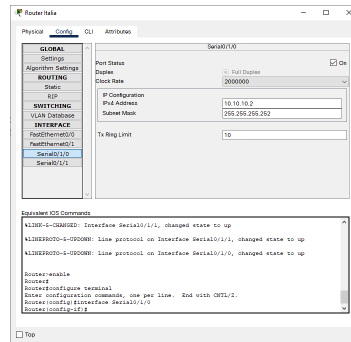 Router Italia
Physical Config CLI Attributes
GLOBAL
Settings
Algorithm Settings
ROUTING
Static
RIP
SWITCHING
VLAN Database
INTERFACE
FastEthernet0/0
FastEthernet0/1
Serial0/1/0
Serial0/1/1
Serial0/1/0
Port Status On
Duplex Full Duplex
Clock Rate 2000000
IP Configuration
IPv4 Address 10.10.10.2
Subnet Mask 255.255.255.252
Tx Ring Limit 10
Equivalent IOS Commands
%LINK-5-CHANGED: Interface Serial0/1/1, changed state to up
%LINEPROTO-5-UPDOWN: Line protocol on Interface Serial0/1/1, changed state to up
%LINEPROTO-5-UPDOWN: Line protocol on Interface Serial0/1/0, changed state to up
Router>enable
Router#
Router#configure terminal
Enter configuration commands, one per line. End with CNTL/Z.
Router(config)#interface Serial0/1/0
Router(config-if)#
Top